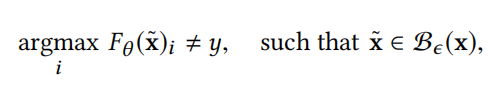 argmax F_θ(x̃)_i ≠ y, such that x̃ ∈ ℬ_ϵ(x),
i